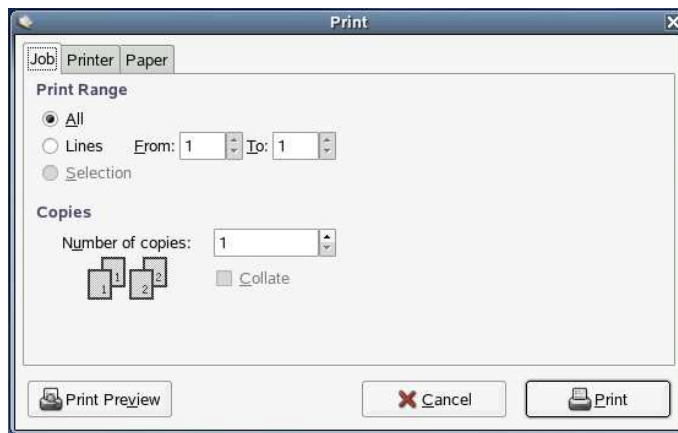 Print
Job Printer Paper
Print Range
All
Lines From: 1 To: 1
Selection
Copies
Number of copies: 1
1 1 2 2
Collate
Print Preview Cancel Print